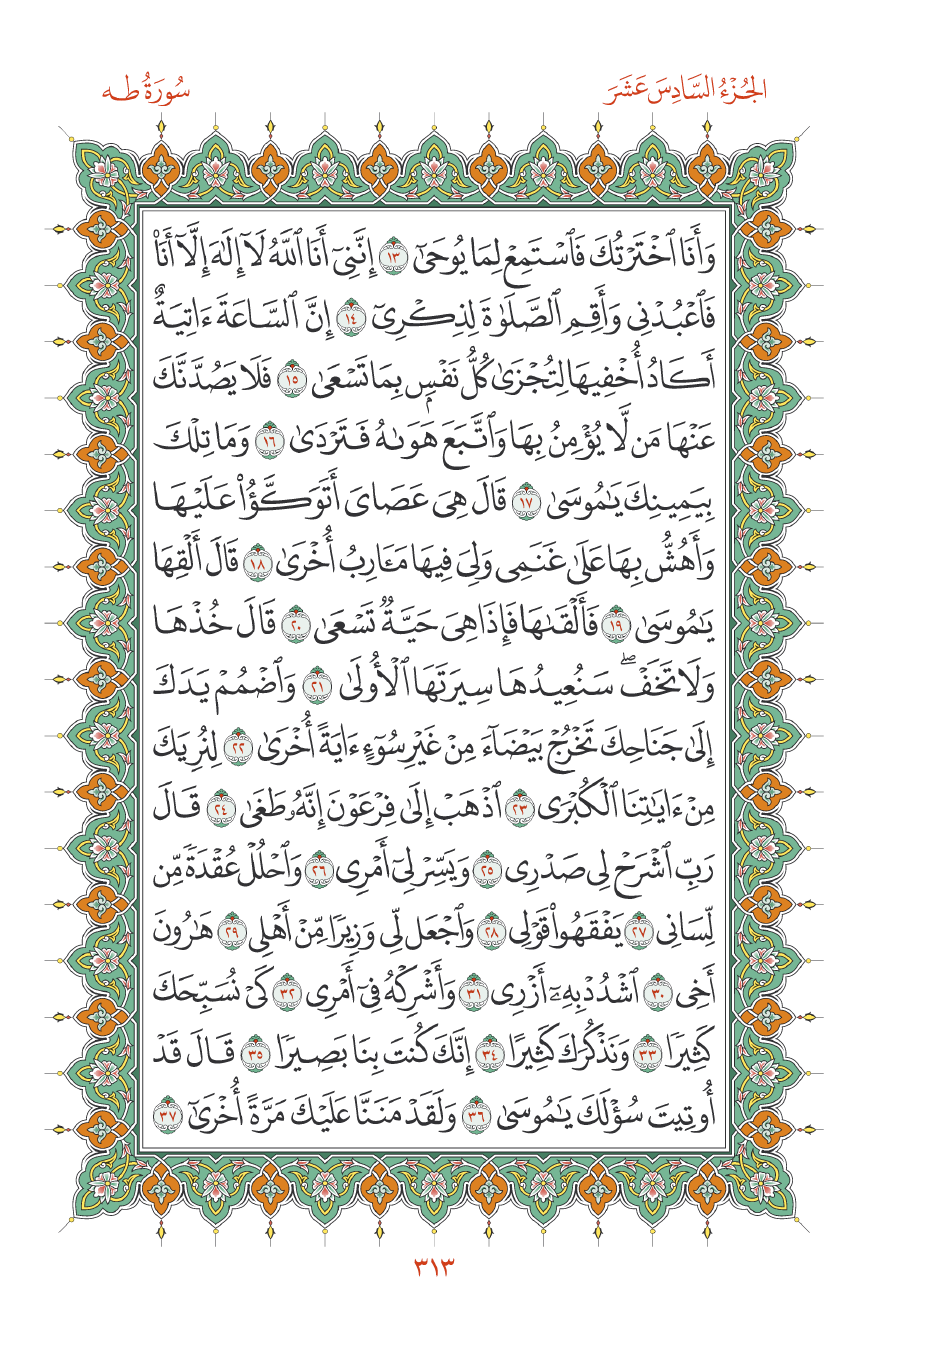 الجُزْءُ السَّادِسَ عَشَرَ
سُورَةُ طه
وَأَنَا ٱخْتَرْتُكَ فَٱسْتَمِعْ لِمَا يُوحَىٰٓ ١٣ إِنَّنِىٓ أَنَا ٱللَّهُ لَآ إِلَٰهَ إِلَّآ أَنَا۠
فَٱعْبُدْنِى وَأَقِمِ ٱلصَّلَوٰةَ لِذِكْرِىٓ ١٤ إِنَّ ٱلسَّاعَةَ ءَاتِيَةٌ
أَكَادُ أُخْفِيهَا لِتُجْزَىٰ كُلُّ نَفْسٍۭ بِمَا تَسْعَىٰ ١٥ فَلَا يَصُدَّنَّكَ
عَنْهَا مَن لَّا يُؤْمِنُ بِهَا وَٱتَّبَعَ هَوَىٰهُ فَتَرْدَىٰ ١٦ وَمَا تِلْكَ
بِيَمِينِكَ يَٰمُوسَىٰ ١٧ قَالَ هِىَ عَصَاىَ أَتَوَكَّؤُا۟ عَلَيْهَا
وَأَهُشُّ بِهَا عَلَىٰ غَنَمِى وَلِىَ فِيهَا مَـَٔارِبُ أُخْرَىٰ ١٨ قَالَ أَلْقِهَا
يَٰمُوسَىٰ ١٩ فَأَلْقَىٰهَا فَإِذَا هِىَ حَيَّةٌ تَسْعَىٰ ٢٠ قَالَ خُذْهَا
وَلَا تَخَفْۖ سَنُعِيدُهَا سِيرَتَهَا ٱلْأُولَىٰ ٢١ وَٱضْمُمْ يَدَكَ
إِلَىٰ جَنَاحِكَ تَخْرُجْ بَيْضَآءَ مِنْ غَيْرِ سُوٓءٍ ءَايَةً أُخْرَىٰ ٢٢ لِنُرِيَكَ
مِنْ ءَايَٰتِنَا ٱلْكُبْرَى ٢٣ ٱذْهَبْ إِلَىٰ فِرْعَوْنَ إِنَّهُۥ طَغَىٰ ٢٤ قَالَ
رَبِّ ٱشْرَحْ لِى صَدْرِى ٢٥ وَيَسِّرْ لِىٓ أَمْرِى ٢٦ وَٱحْلُلْ عُقْدَةً مِّن
لِّسَانِى ٢٧ يَفْقَهُوا۟ قَوْلِى ٢٨ وَٱجْعَل لِّى وَزِيرًا مِّنْ أَهْلِى ٢٩ هَٰرُونَ
أَخِى ٣٠ ٱشْدُدْ بِهِۦٓ أَزْرِى ٣١ وَأَشْرِكْهُ فِىٓ أَمْرِى ٣٢ كَىْ نُسَبِّحَكَ
كَثِيرًا ٣٣ وَنَذْكُرَكَ كَثِيرًا ٣٤ إِنَّكَ كُنتَ بِنَا بَصِيرًا ٣٥ قَالَ قَدْ
أُوتِيتَ سُؤْلَكَ يَٰمُوسَىٰ ٣٦ وَلَقَدْ مَنَنَّا عَلَيْكَ مَرَّةً أُخْرَىٰٓ ٣٧
٣١٣